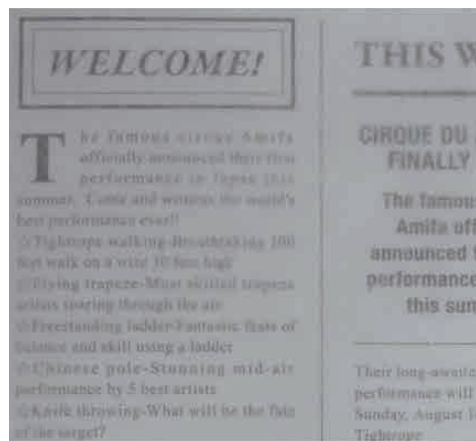 WELCOME!
The famous circus Amifa
officially announced their first
performance in Japan this
summer. Come and witness the world's
best performance ever!!
☆Tightrope walking-Breathtaking 100
feet walk on a wire 30 feet high
☆Flying trapeze-Most skilled trapeze
artists soaring through the air
☆Freestanding ladder-Fantastic feats of
balance and skill using a ladder
☆Chinese pole-Stunning mid-air
performance by 5 best artists
☆Knife throwing-What will be the fate
of the target?
THIS W
CIRQUE DU
FINALLY
The famous
Amifa off
announced t
performance
this sum
Their long-awaite
performance will
Sunday, August 1
Tightrope